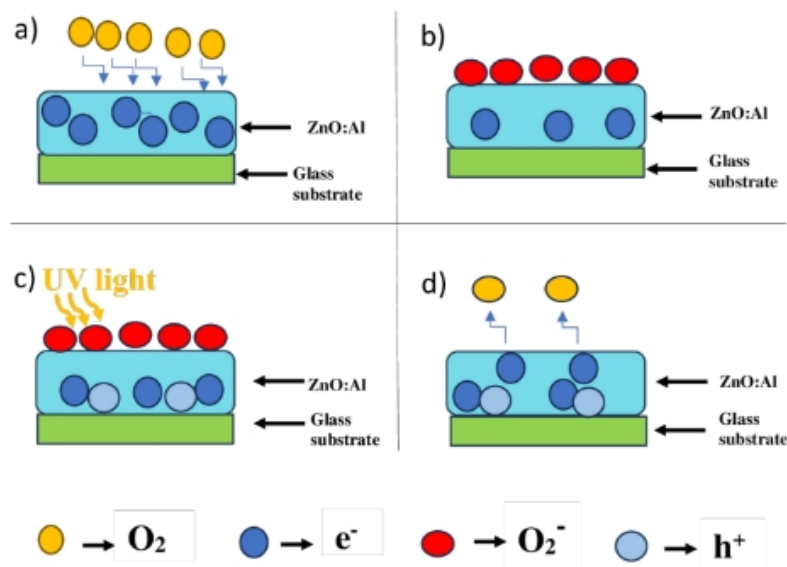 a)
ZnO:Al
Glass
substrate
b)
ZnO:Al
Glass
substrate
c)
UV light
ZnO:Al
Glass
substrate
d)
ZnO:Al
Glass
substrate
O₂
e⁻
O₂⁻
h⁺